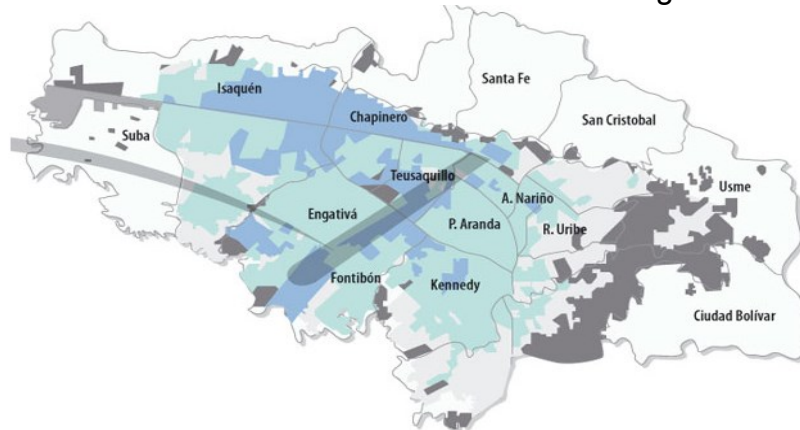 Santa Fe
Isaquén
Chapinero
San Cristobal
Suba
Teusaquillo
Usme
A. Nariño
Engativá
P. Aranda
R. Uribe
Fontibón
Kennedy
Ciudad Bolívar